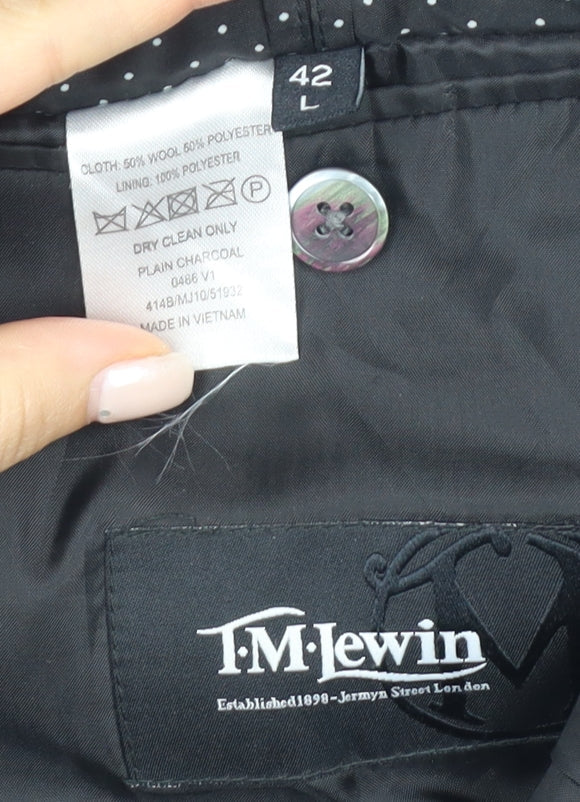 42
L
CLOTH: 50% WOOL 50% POLYESTER
LINING: 100% POLYESTER
P
DRY CLEAN ONLY
PLAIN CHARCOAL
0466 V1
414B/MJ10/51932
MADE IN VIETNAM
T·M·Lewin
Established1898-Jermyn Street London